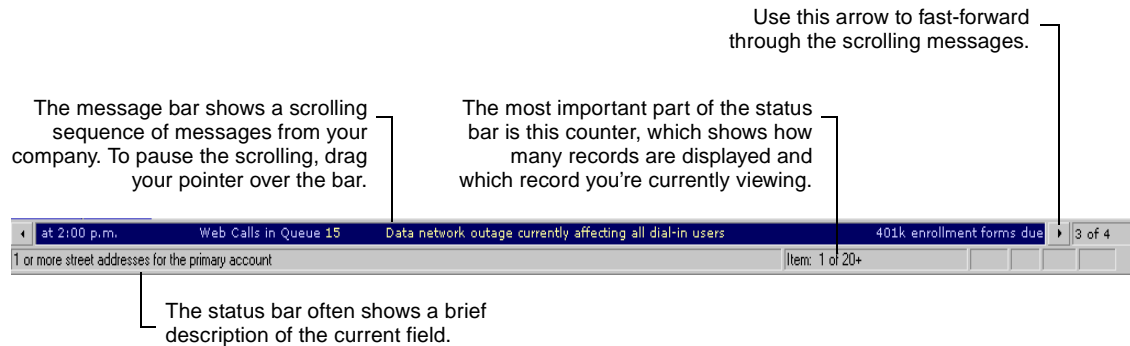 Use this arrow to fast-forward
through the scrolling messages.
The message bar shows a scrolling
sequence of messages from your
company. To pause the scrolling, drag
your pointer over the bar.
The most important part of the status
bar is this counter, which shows how
many records are displayed and
which record you're currently viewing.
at 2:00 p.m. Web Calls in Queue 15 Data network outage currently affecting all dial-in users 401k enrollment forms due 3 of 4
1 or more street addresses for the primary account Item: 1 of 20+
The status bar often shows a brief
description of the current field.